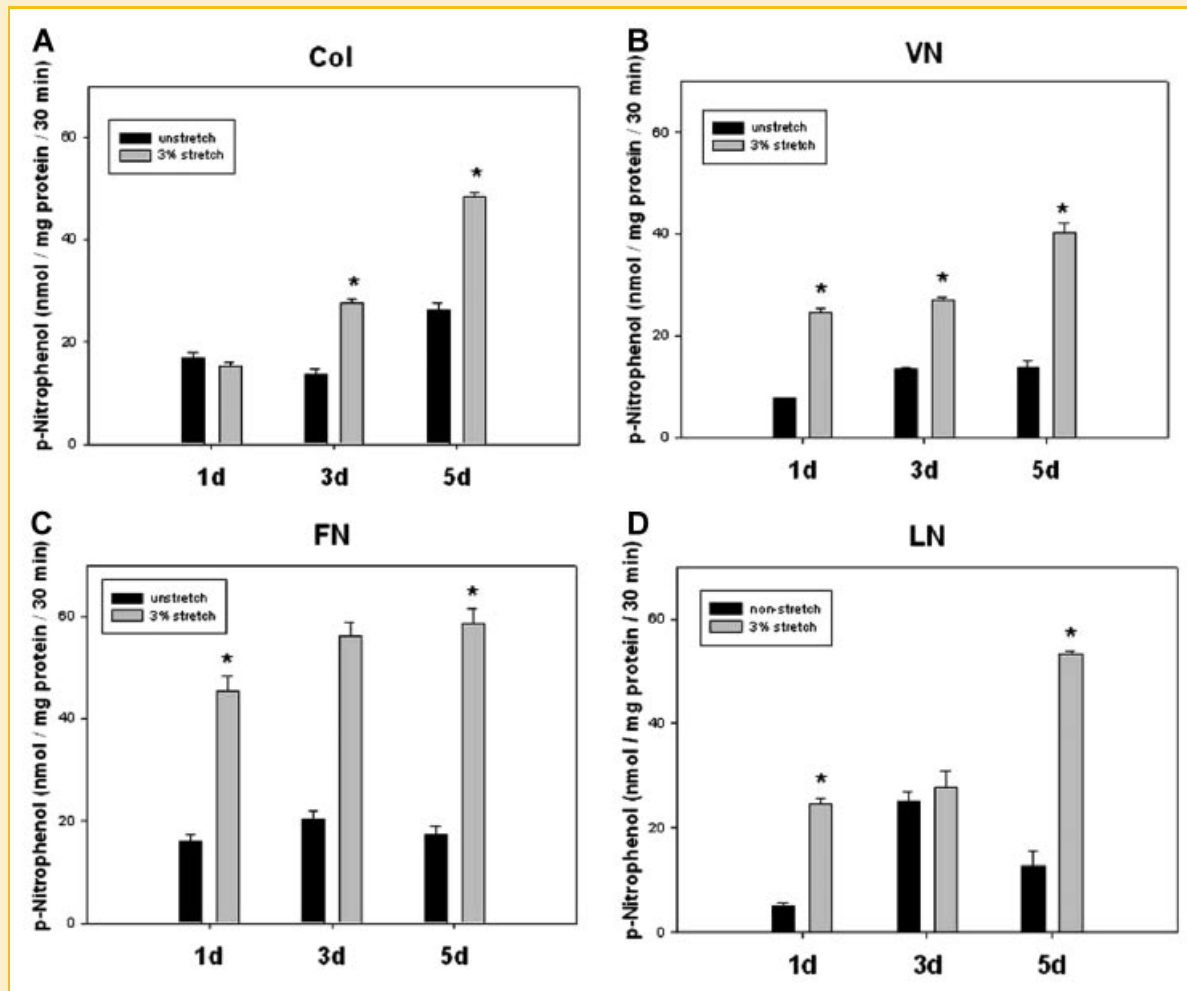 A
Col
p-Nitrophenol (nmol / mg protein / 30 min)
60
40
20
0
unstretch
3% stretch
*
*
1d 3d 5d
B
VN
p-Nitrophenol (nmol / mg protein / 30 min)
60
40
20
0
unstretch
3% stretch
*
*
*
1d 3d 5d
C
FN
p-Nitrophenol (nmol / mg protein / 30 min)
60
40
20
0
unstretch
3% stretch
*
*
1d 3d 5d
D
LN
p-Nitrophenol (nmol / mg protein / 30 min)
60
40
20
0
non-stretch
3% stretch
*
*
1d 3d 5d